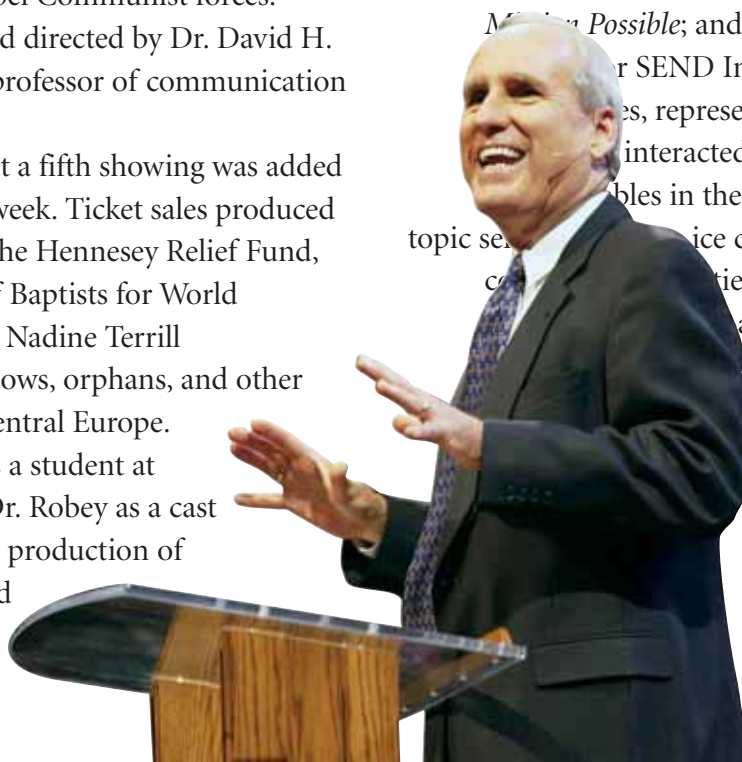 Communist forces.
d directed by Dr. David H.
professor of communication
t a fifth showing was added
week. Ticket sales produced
he Hennesey Relief Fund,
f Baptists for World
Nadine Terrill
ows, orphans, and other
entral Europe.
a student at
Dr. Robey as a cast
production of
d
Possible; and
r SEND In
es, represe
interacted
bles in the
topic se
ice c